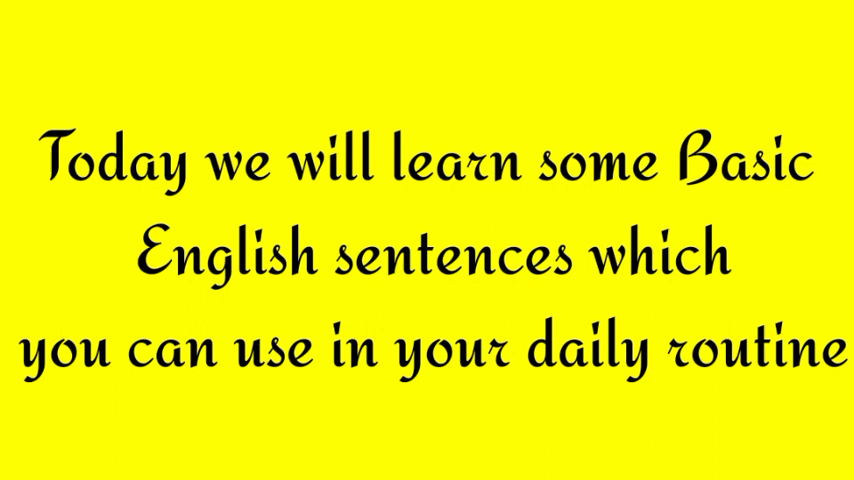 Today we will learn some Basic
English sentences which
you can use in your daily routine